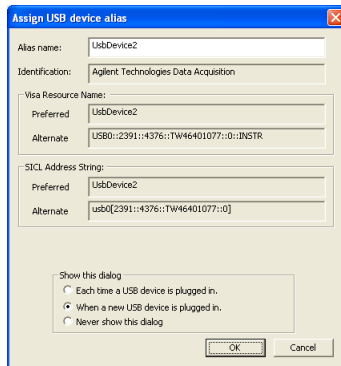 Assign USB device alias
Alias name: UsbDevice2
Identification: Agilent Technologies Data Acquisition
Visa Resource Name:
Preferred UsbDevice2
Alternate USB0::2391::4376::TW46401077::0::INSTR
SICL Address String:
Preferred UsbDevice2
Alternate usb0[2391::4376::TW46401077::0]
Show this dialog
Each time a USB device is plugged in.
When a new USB device is plugged in.
Never show this dialog
OK Cancel